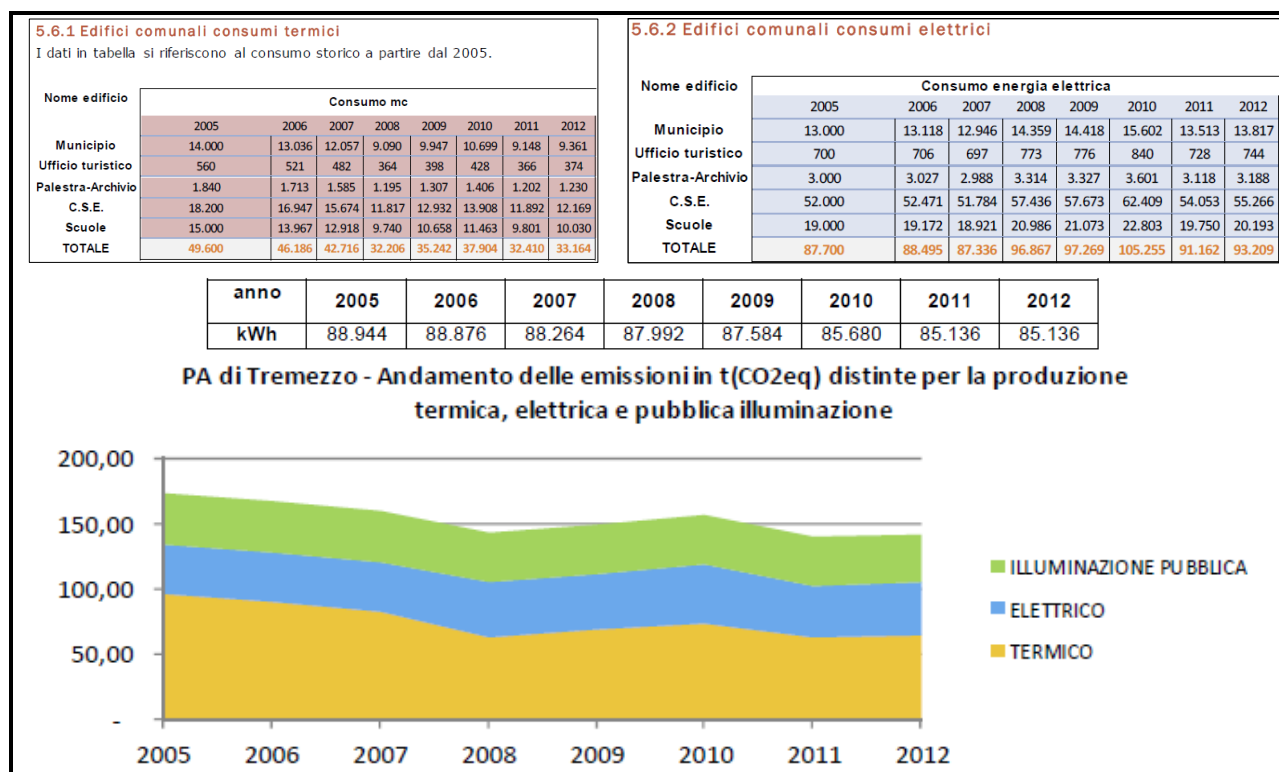 5.6.1 Edifici comunali consumi termici
I dati in tabella si riferiscono al consumo storico a partire dal 2005.
Nome edificio Consumo mc
2005 2006 2007 2008 2009 2010 2011 2012
Municipio 14.000 13.036 12.057 9.090 9.947 10.699 9.148 9.361
Ufficio turistico 560 521 482 364 398 428 366 374
Palestra-Archivio 1.840 1.713 1.585 1.195 1.307 1.406 1.202 1.230
C.S.E. 18.200 16.947 15.674 11.817 12.932 13.908 11.892 12.169
Scuole 15.000 13.967 12.918 9.740 10.658 11.463 9.801 10.030
TOTALE 49.600 46.186 42.716 32.206 35.242 37.904 32.410 33.164
5.6.2 Edifici comunali consumi elettrici
Nome edificio Consumo energia elettrica
2005 2006 2007 2008 2009 2010 2011 2012
Municipio 13.000 13.118 12.946 14.359 14.418 15.602 13.513 13.817
Ufficio turistico 700 706 697 773 776 840 728 744
Palestra-Archivio 3.000 3.027 2.988 3.314 3.327 3.601 3.118 3.188
C.S.E. 52.000 52.471 51.784 57.436 57.673 62.409 54.053 55.266
Scuole 19.000 19.172 18.921 20.986 21.073 22.803 19.750 20.193
TOTALE 87.700 88.495 87.336 96.867 97.269 105.255 91.162 93.209
anno 2005 2006 2007 2008 2009 2010 2011 2012
kWh 88.944 88.876 88.264 87.992 87.584 85.680 85.136 85.136
PA di Tremezzo - Andamento delle emissioni in t(CO2eq) distinte per la produzione
termica, elettrica e pubblica illuminazione
200,00
150,00
100,00
50,00
-
2005 2006 2007 2008 2009 2010 2011 2012
ILLUMINAZIONE PUBBLICA
ELETTRICO
TERMICO